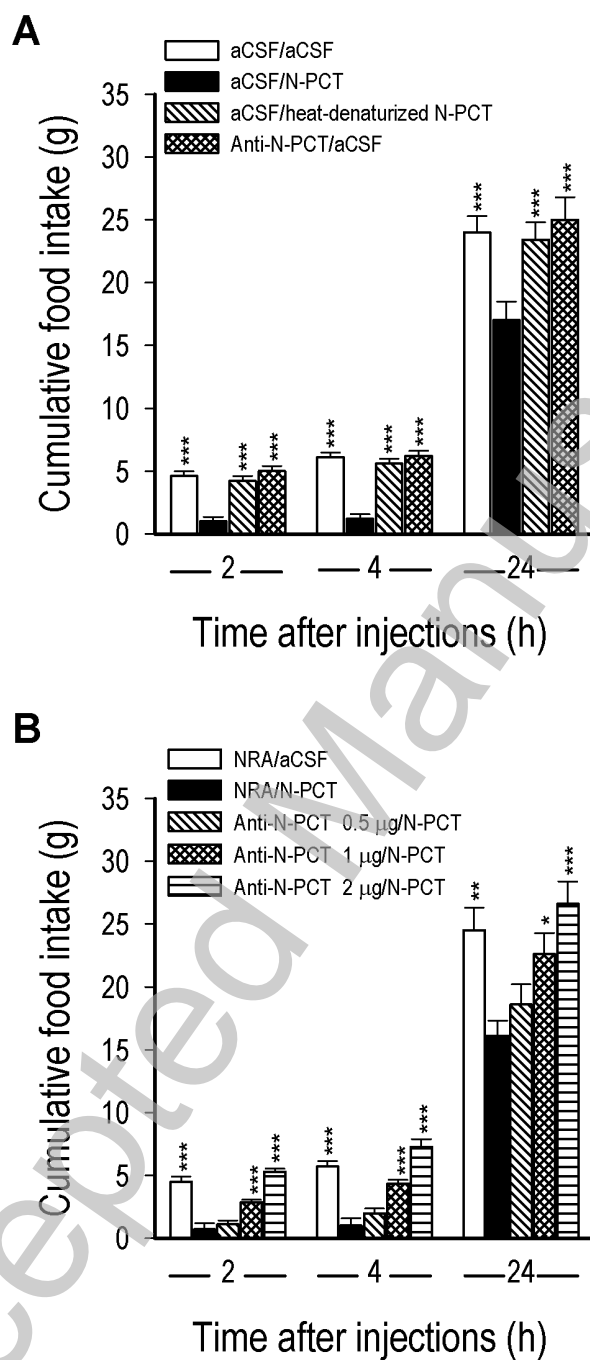 A
aCSF/aCSF
aCSF/N-PCT
aCSF/heat-denaturized N-PCT
Anti-N-PCT/aCSF
Cumulative food intake (g)
35
30
25
20
15
10
5
0
***
***
***
***
***
***
***
***
***
2
4
24
Time after injections (h)
B
NRA/aCSF
NRA/N-PCT
Anti-N-PCT 0.5 µg/N-PCT
Anti-N-PCT 1 µg/N-PCT
Anti-N-PCT 2 µg/N-PCT
Cumulative food intake (g)
35
30
25
20
15
10
5
0
***
***
***
***
***
***
**
*
***
2
4
24
Time after injections (h)